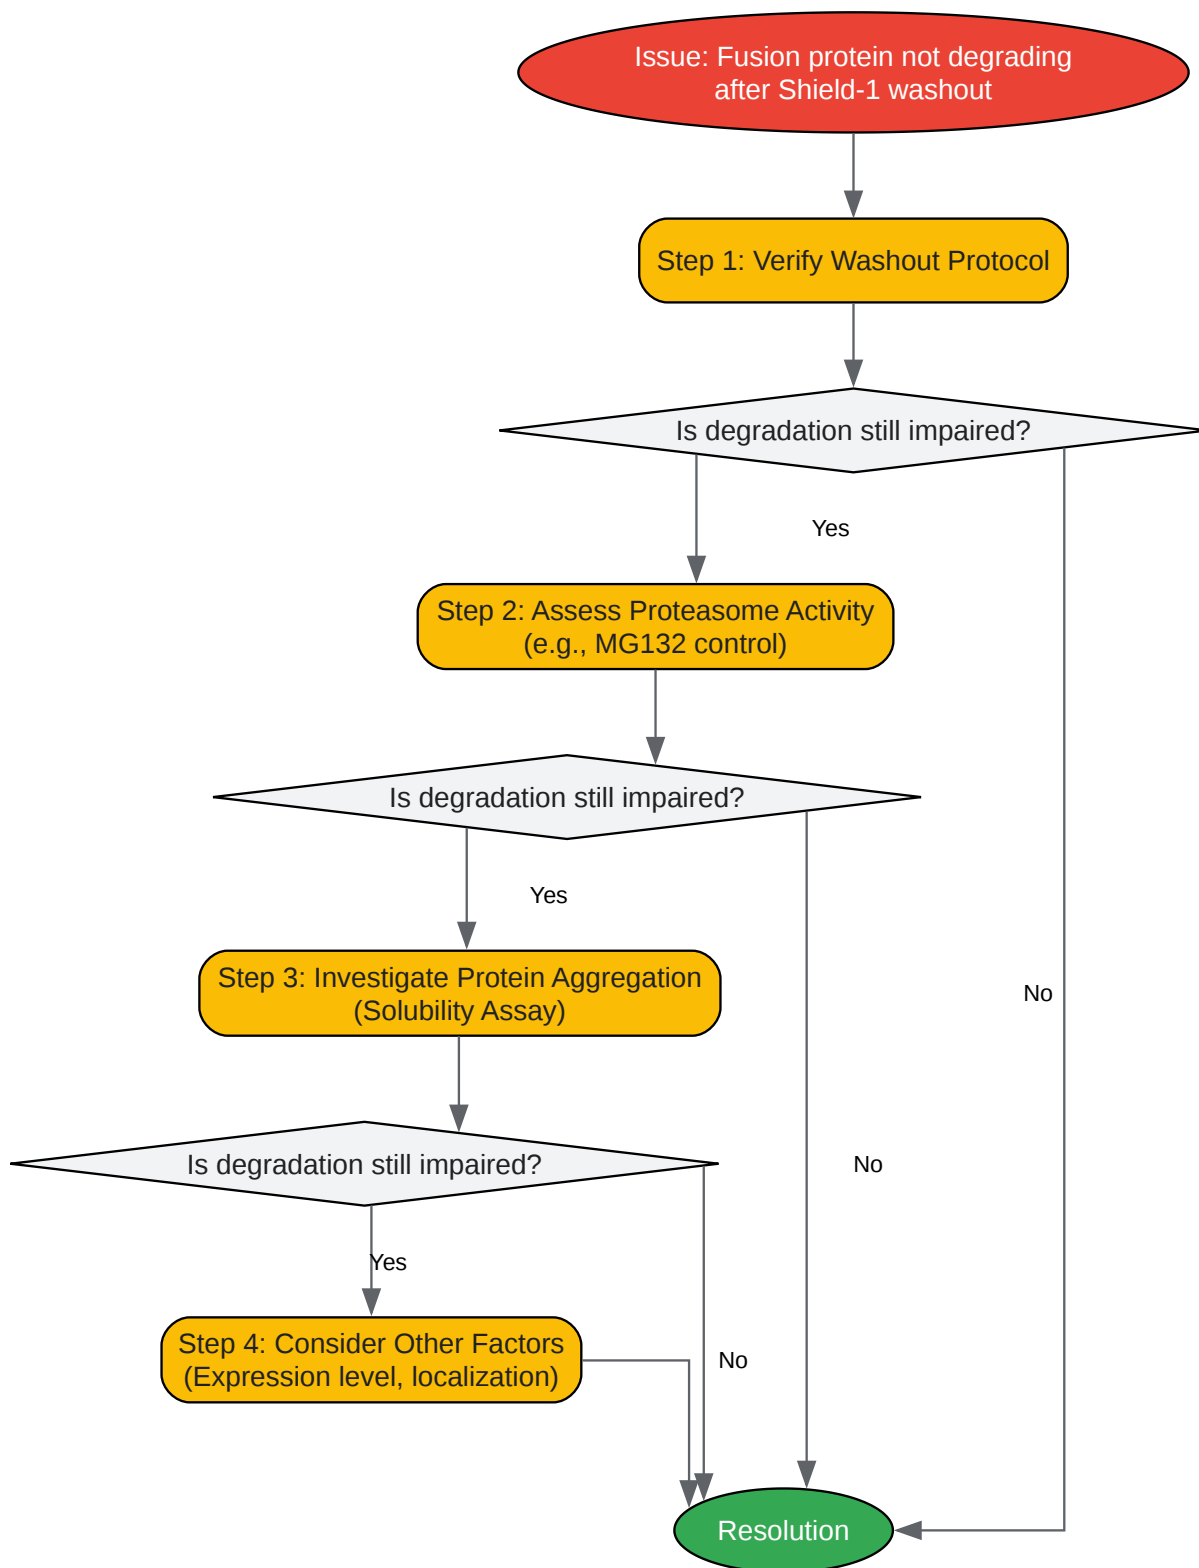 Issue: Fusion protein not degrading
after Shield-1 washout
Step 1: Verify Washout Protocol
Is degradation still impaired?
Yes
Step 2: Assess Proteasome Activity
(e.g., MG132 control)
Is degradation still impaired?
Yes
Step 3: Investigate Protein Aggregation
(Solubility Assay)
No
Is degradation still impaired?
No
Yes
Step 4: Consider Other Factors
(Expression level, localization)
No
Resolution